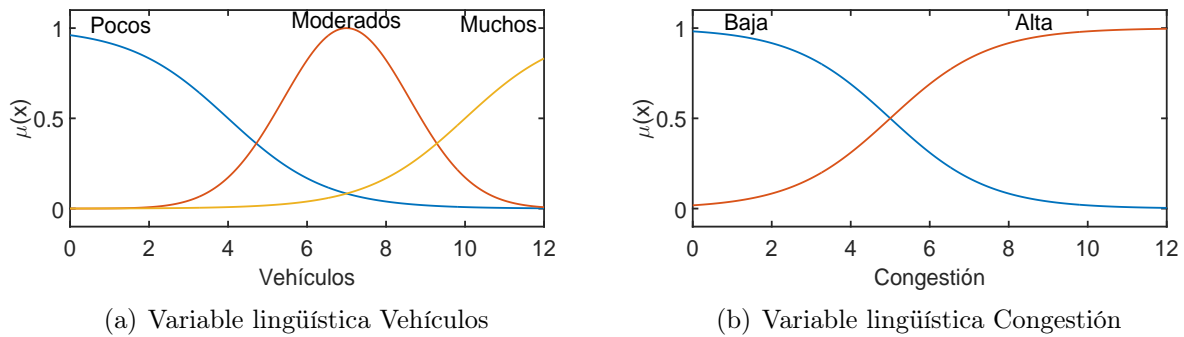 Pocos Moderados Muchos
1
0.5
0
μ(x)
0 2 4 6 8 10 12
Vehículos
(a) Variable lingüística Vehículos
Baja Alta
1
0.5
0
μ(x)
0 2 4 6 8 10 12
Congestión
(b) Variable lingüística Congestión